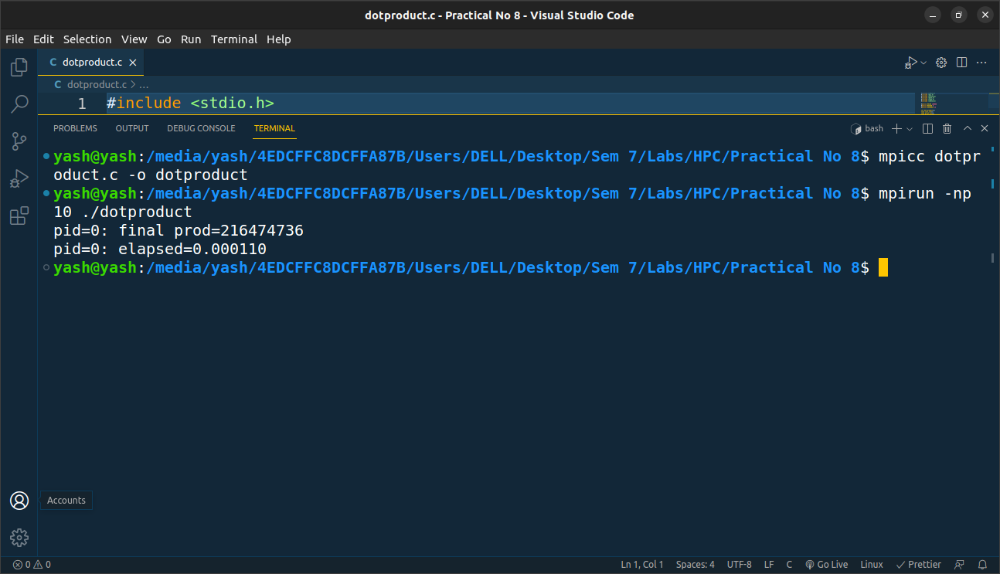 dotproduct.c - Practical No 8 - Visual Studio Code
File Edit Selection View Go Run Terminal Help
C dotproduct.c
C dotproduct.c > ...
1 #include <stdio.h>
PROBLEMS OUTPUT DEBUG CONSOLE TERMINAL bash
yash@yash:/media/yash/4EDCFFC8DCFFA87B/Users/DELL/Desktop/Sem 7/Labs/HPC/Practical No 8$ mpicc dotpr
oduct.c -o dotproduct
yash@yash:/media/yash/4EDCFFC8DCFFA87B/Users/DELL/Desktop/Sem 7/Labs/HPC/Practical No 8$ mpirun -np
10 ./dotproduct
pid=0: final prod=216474736
pid=0: elapsed=0.000110
yash@yash:/media/yash/4EDCFFC8DCFFA87B/Users/DELL/Desktop/Sem 7/Labs/HPC/Practical No 8$
Accounts
0 0 Ln 1, Col 1 Spaces: 4 UTF-8 LF C Go Live Linux Prettier